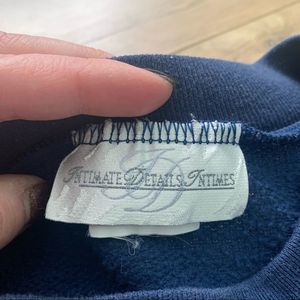 INTIMATE DETAILS INTIMES